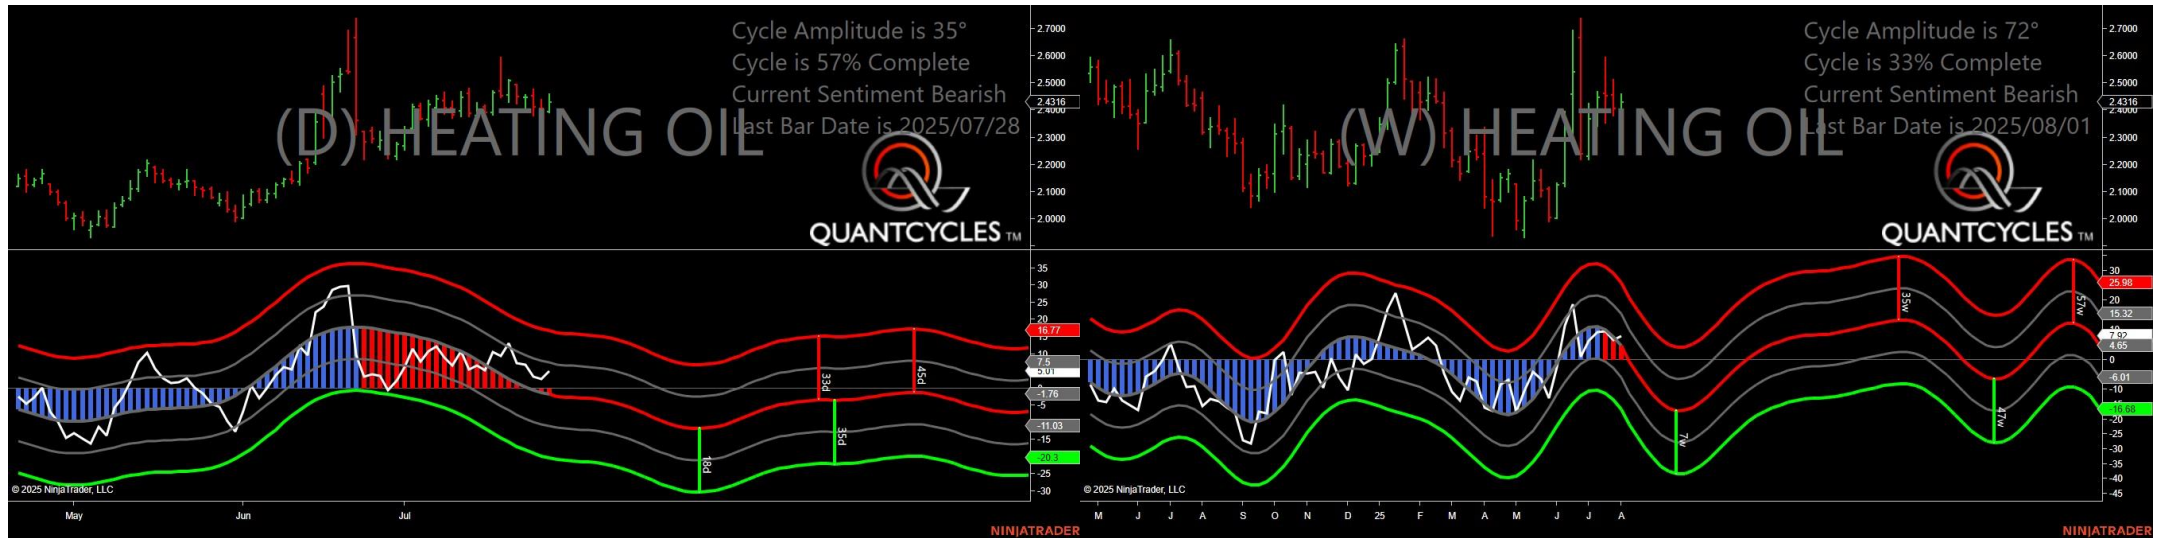 Cycle Amplitude is 35°
Cycle is 57% Complete
Current Sentiment Bearish
Last Bar Date is 2025/07/28
(D) HEATING OIL
QUANTCYCLES TM
2.7000
2.6000
2.5000
2.4316
2.4000
2.3000
2.2000
2.1000
2.0000
35
30
25
20
16.77
10
7.5
5.01
-1.76
-5
-11.03
-15
-20.3
-25
-30
18d
33d
35d
45d
© 2025 NinjaTrader, LLC
May
Jun
Jul
NINJATRADER
Cycle Amplitude is 72°
Cycle is 33% Complete
Current Sentiment Bearish
Last Bar Date is 2025/08/01
(W) HEATING OIL
QUANTCYCLES TM
2.7000
2.6000
2.5000
2.4316
2.4000
2.3000
2.2000
2.1000
2.0000
30
25.98
20
15.32
10
7.92
4.65
0
-6.01
-10
-16.68
-20
-25
-30
-35
-40
-45
7w
35w
47w
57w
© 2025 NinjaTrader, LLC
M
J
J
A
S
O
N
D
25
F
M
A
M
J
J
A
NINJATRADER